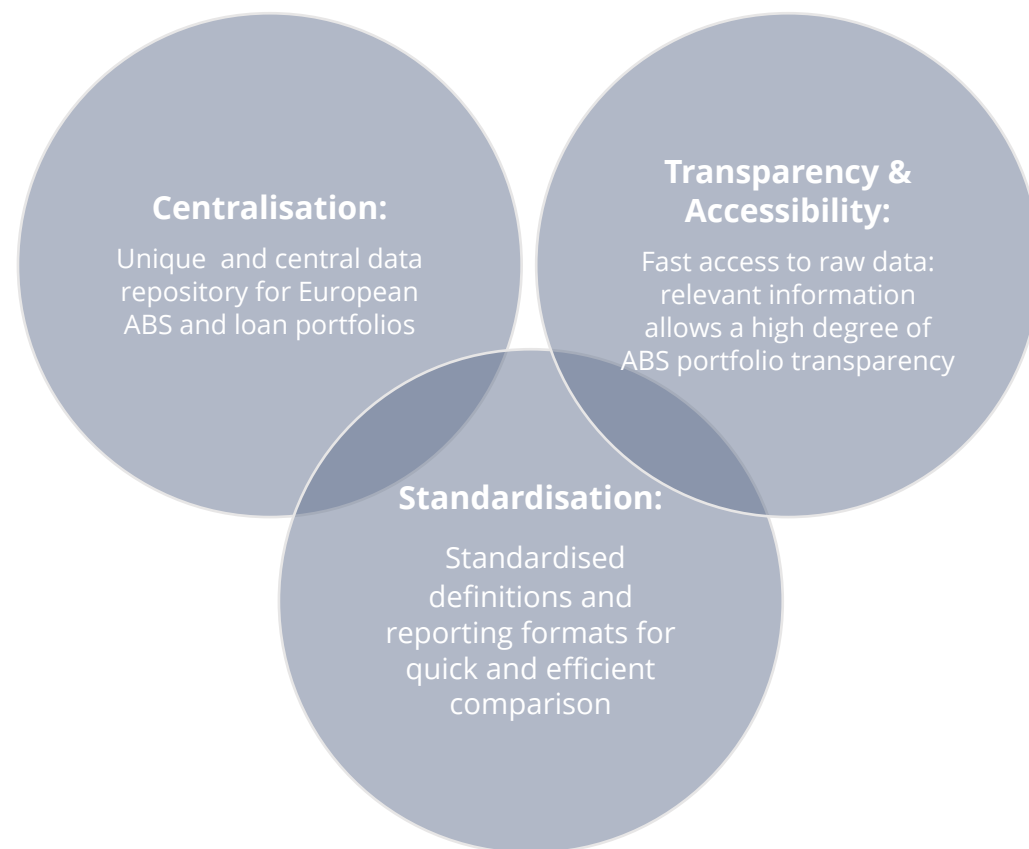 Centralisation:
Unique  and central data
repository for European
ABS and loan portfolios
Transparency &
Accessibility:
Fast access to raw data:
relevant information
allows a high degree of
ABS portfolio transparency
Standardisation:
Standardised
definitions and
reporting formats for
quick and efficient
comparison